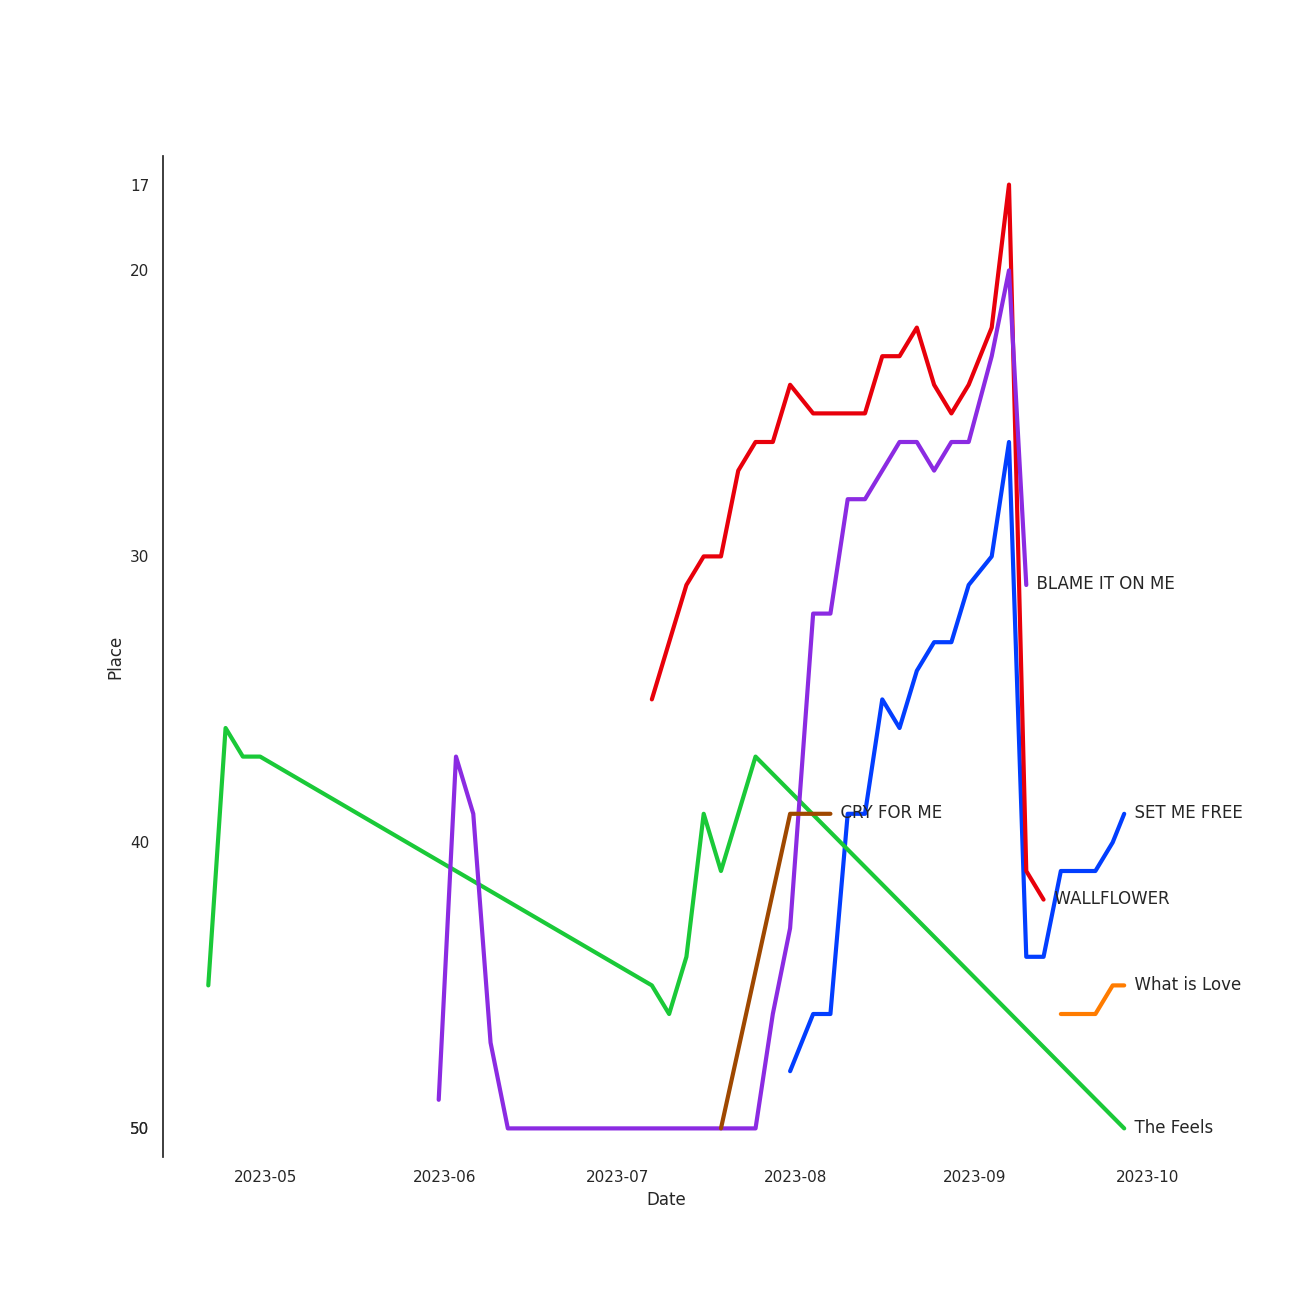 17
20
30
40
50
Place
BLAME IT ON ME
CRY FOR ME
SET ME FREE
WALLFLOWER
What is Love
The Feels
2023-05
2023-06
2023-07
2023-08
2023-09
2023-10
Date